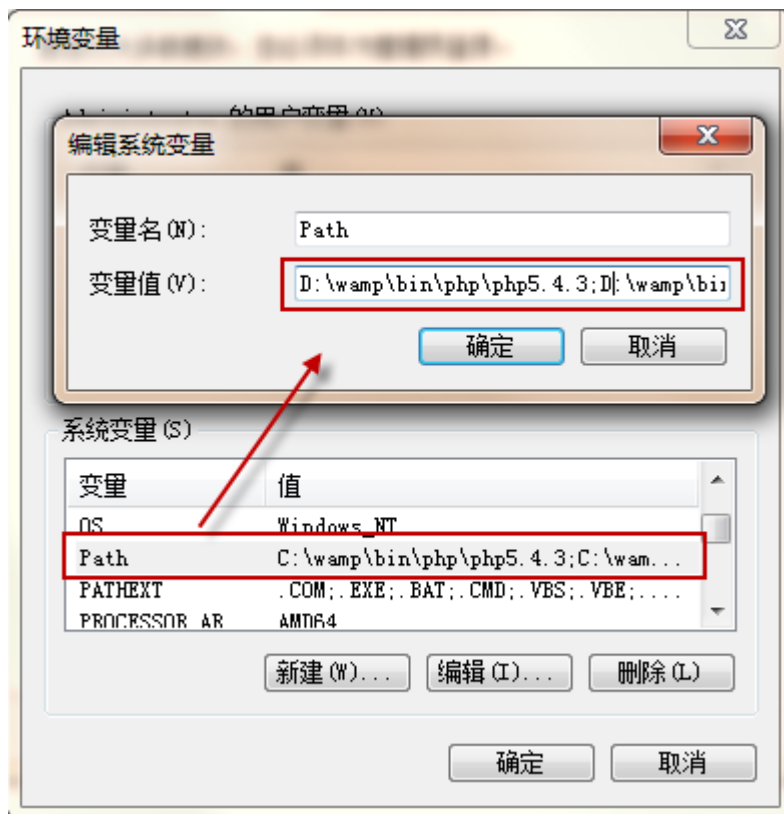 环境变量
编辑系统变量
变量名(N):
Path
变量值(V):
D:\wamp\bin\php\php5.4.3;D:\wamp\bin
确定
取消
系统变量(S)
变量
值
OS
Windows_NT
Path
C:\wamp\bin\php\php5.4.3;C:\wam...
PATHEXT
.COM;.EXE;.BAT;.CMD;.VBS;.VBE;....
PROCESSOR_AR
AMD64
新建(W)...
编辑(I)...
删除(L)
确定
取消